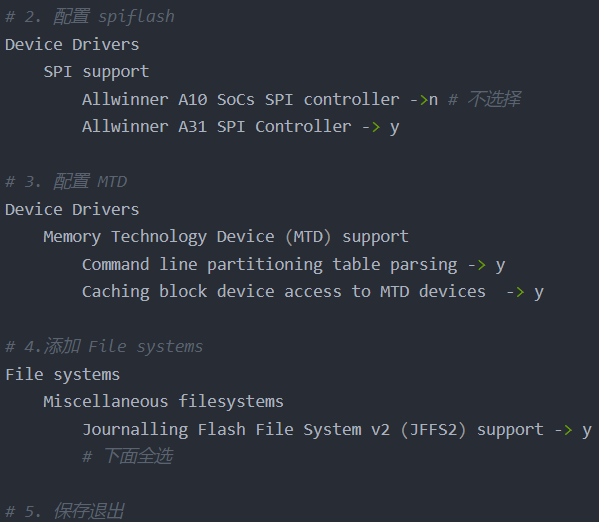 # 2. 配置 spiflash
Device Drivers
SPI support
Allwinner A10 SoCs SPI controller ->n # 不选择
Allwinner A31 SPI Controller -> y
# 3. 配置 MTD
Device Drivers
Memory Technology Device (MTD) support
Command line partitioning table parsing -> y
Caching block device access to MTD devices  -> y
# 4.添加 File systems
File systems
Miscellaneous filesystems
Journalling Flash File System v2 (JFFS2) support -> y
# 下面全选
# 5. 保存退出